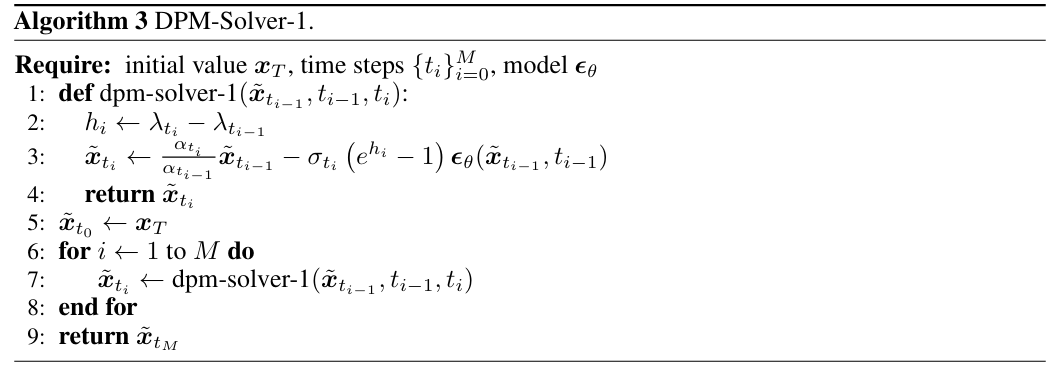 Algorithm 3 DPM-Solver-1.
Require: initial value $\boldsymbol{x}_T$, time steps $\{t_i\}_{i=0}^M$, model $\boldsymbol{\epsilon}_\theta$
1: def dpm-solver-1($\tilde{\boldsymbol{x}}_{t_{i-1}}, t_{i-1}, t_i$):
2: $h_i \leftarrow \lambda_{t_i} - \lambda_{t_{i-1}}$
3: $\tilde{\boldsymbol{x}}_{t_i} \leftarrow \frac{\alpha_{t_i}}{\alpha_{t_{i-1}}} \tilde{\boldsymbol{x}}_{t_{i-1}} - \sigma_{t_i} \left(e^{h_i} - 1\right) \boldsymbol{\epsilon}_\theta(\tilde{\boldsymbol{x}}_{t_{i-1}}, t_{i-1})$
4: return $\tilde{\boldsymbol{x}}_{t_i}$
5: $\tilde{\boldsymbol{x}}_{t_0} \leftarrow \boldsymbol{x}_T$
6: for $i \leftarrow 1$ to $M$ do
7: $\tilde{\boldsymbol{x}}_{t_i} \leftarrow$ dpm-solver-1($\tilde{\boldsymbol{x}}_{t_{i-1}}, t_{i-1}, t_i$)
8: end for
9: return $\tilde{\boldsymbol{x}}_{t_M}$